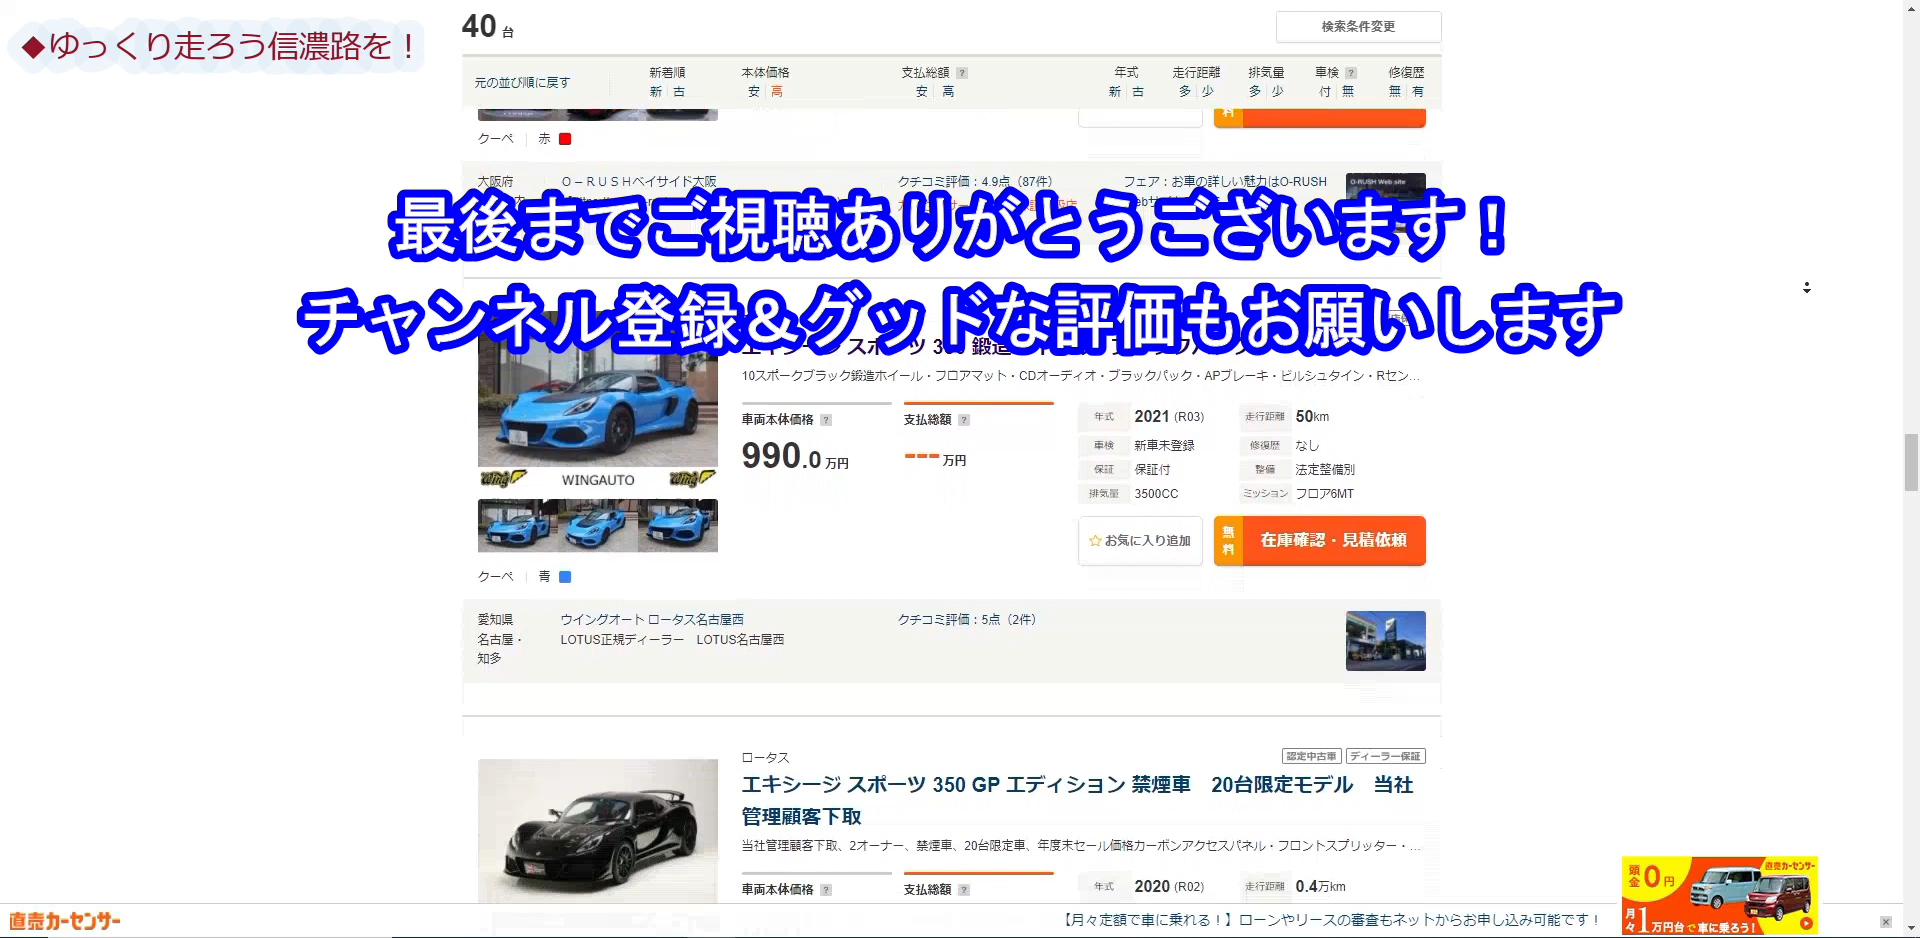 ◆ゆっくり走ろう信濃路を！
40台
検索条件変更
元の並び順に戻す
新着順
新 古
本体価格
安 高
支払総額 ?
安 高
年式
新 古
走行距離
多 少
排気量
多 少
車検 ?
付 無
修復歴
無 有
料
クーペ 赤
大阪府
Ｏ－ＲＵＳＨベイサイド大阪
クチコミ評価：4.9点（87件）
フェア：お車の詳しい魅力はO-RUSH
O-RUSH Web site
最後までご視聴ありがとうございます！
チャンネル登録＆グッドな評価もお願いします
エキシージ スポーツ 350 鍛造
10スポークブラック鍛造ホイール・フロアマット・CDオーディオ・ブラックパック・APブレーキ・ビルシュタイン・Rセン…
車両本体価格 ?
990.0 万円
支払総額 ?
--- 万円
年式 2021 (R03)
走行距離 50km
車検 新車未登録
修復歴 なし
保証 保証付
整備 法定整備別
排気量 3500CC
ミッション フロア6MT
Wing WINGAUTO Wing
☆お気に入り追加
無料 在庫確認・見積依頼
クーペ 青
愛知県
名古屋・
知多
ウイングオート ロータス名古屋西
LOTUS正規ディーラー　LOTUS名古屋西
クチコミ評価：5点（2件）
ロータス
認定中古車 ディーラー保証
エキシージ スポーツ 350 GP エディション 禁煙車　20台限定モデル　当社
管理顧客下取
当社管理顧客下取、2オーナー、禁煙車、20台限定車、年度末セール価格カーボンアクセスパネル・フロントスプリッター・…
車両本体価格 ?
支払総額 ?
年式 2020 (R02)
走行距離 0.4万km
直売カーセンサー
【月々定額で車に乗れる！】ローンやリースの審査もネットからお申し込み可能です！
頭金0円
直売カーセンサー
月々1万円台で車に乗ろう！